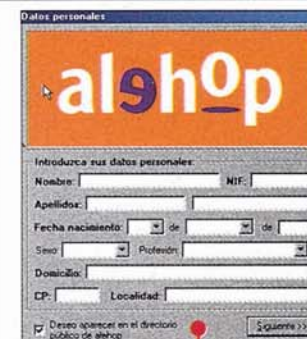 Datos personales
alehop
Introduzca sus datos personales:
Nombre: NIF:
Apellidos:
Fecha nacimiento: de de
Sexo: Profesión:
Domicilio:
CP: Localidad:
Deseo aparecer en el directorio
público de alehop
Siguiente >>